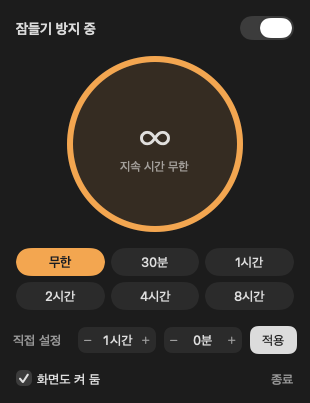 잠들기 방지 중
∞
지속 시간 무한
무한 30분 1시간
2시간 4시간 8시간
직접 설정 − 1시간 + − 0분 + 적용
화면도 켜 둠 종료